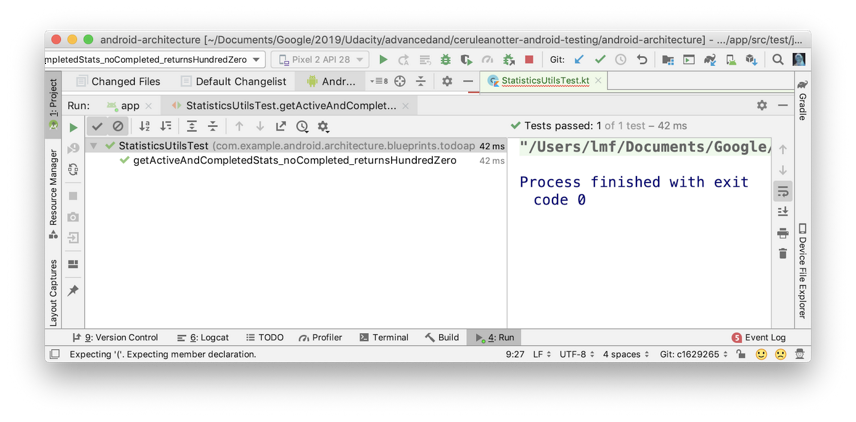 android-architecture [~/Documents/Google/2019/Udacity/advancedand/ceruleanotter-android-testing/android-architecture] - .../app/src/test/j...
mpletedStats_noCompleted_returnsHundredZero
Pixel 2 API 28
Git:
Changed Files
Default Changelist
Andr...
8
StatisticsUtilsTest.kt
Run:
app
StatisticsUtilsTest.getActiveAndComplet...
Tests passed: 1 of 1 test – 42 ms
StatisticsUtilsTest (com.example.android.architecture.blueprints.todoap 42 ms
getActiveAndCompletedStats_noCompleted_returnsHundredZero 42 ms
"/Users/lmf/Documents/Google/
Process finished with exit
code 0
1: Project
Resource Manager
Layout Captures
Gradle
Device File Explorer
9: Version Control
6: Logcat
TODO
Profiler
Terminal
Build
4: Run
5
Event Log
Expecting '('. Expecting member declaration.
9:27 LF UTF-8 4 spaces Git: c1629265